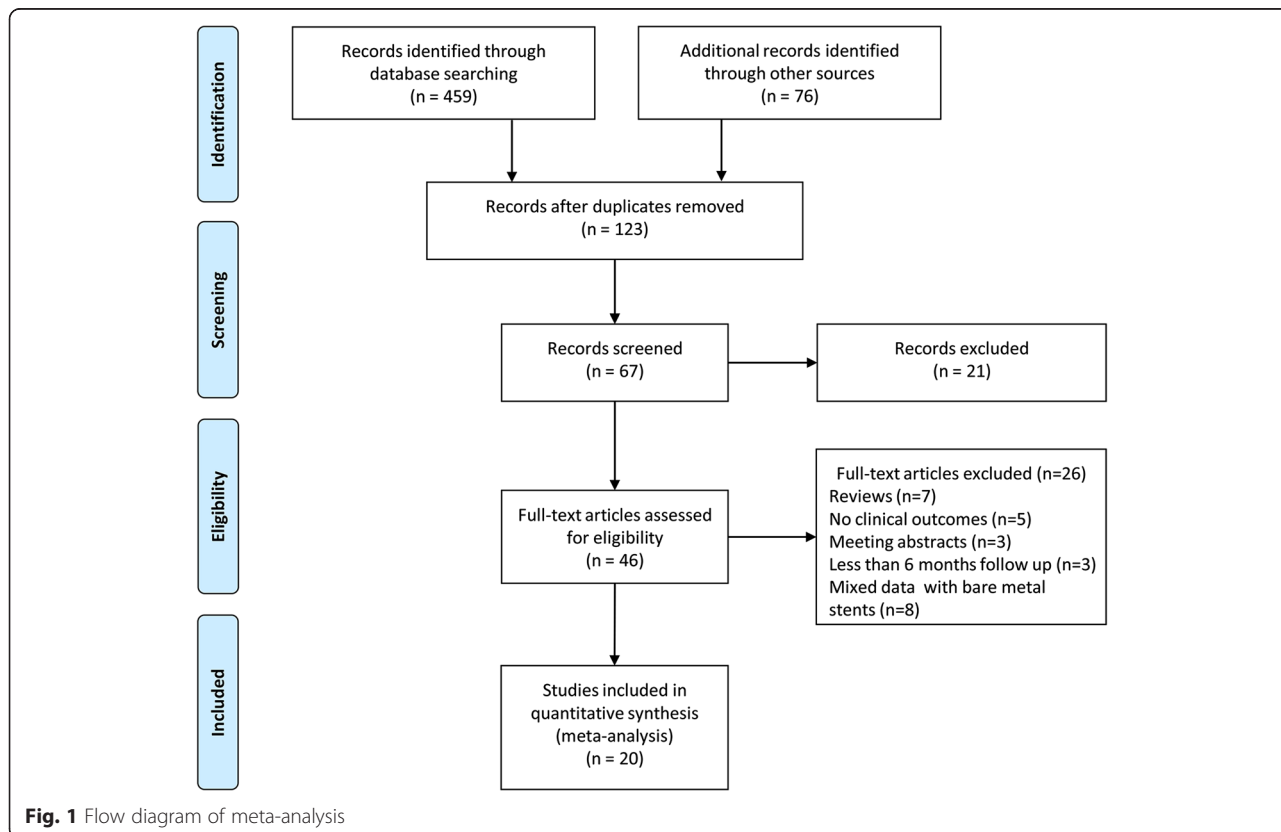 Identification
Records identified through
database searching
(n = 459)
Additional records identified
through other sources
(n = 76)
Records after duplicates removed
(n = 123)
Screening
Records screened
(n = 67)
Records excluded
(n = 21)
Eligibility
Full-text articles assessed
for eligibility
(n = 46)
Full-text articles excluded (n=26)
Reviews (n=7)
No clinical outcomes (n=5)
Meeting abstracts (n=3)
Less than 6 months follow up (n=3)
Mixed data with bare metal
stents (n=8)
Included
Studies included in
quantitative synthesis
(meta-analysis)
(n = 20)
Fig. 1 Flow diagram of meta-analysis